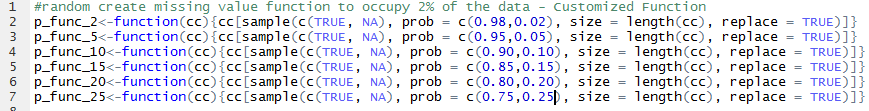 1 #random create missing value function to occupy 2% of the data - Customized Function
2 p_func_2<-function(cc){cc[sample(c(TRUE, NA), prob = c(0.98,0.02), size = length(cc), replace = TRUE)]}
3 p_func_5<-function(cc){cc[sample(c(TRUE, NA), prob = c(0.95,0.05), size = length(cc), replace = TRUE)]}
4 p_func_10<-function(cc){cc[sample(c(TRUE, NA), prob = c(0.90,0.10), size = length(cc), replace = TRUE)]}
5 p_func_15<-function(cc){cc[sample(c(TRUE, NA), prob = c(0.85,0.15), size = length(cc), replace = TRUE)]}
6 p_func_20<-function(cc){cc[sample(c(TRUE, NA), prob = c(0.80,0.20), size = length(cc), replace = TRUE)]}
7 p_func_25<-function(cc){cc[sample(c(TRUE, NA), prob = c(0.75,0.25), size = length(cc), replace = TRUE)]}